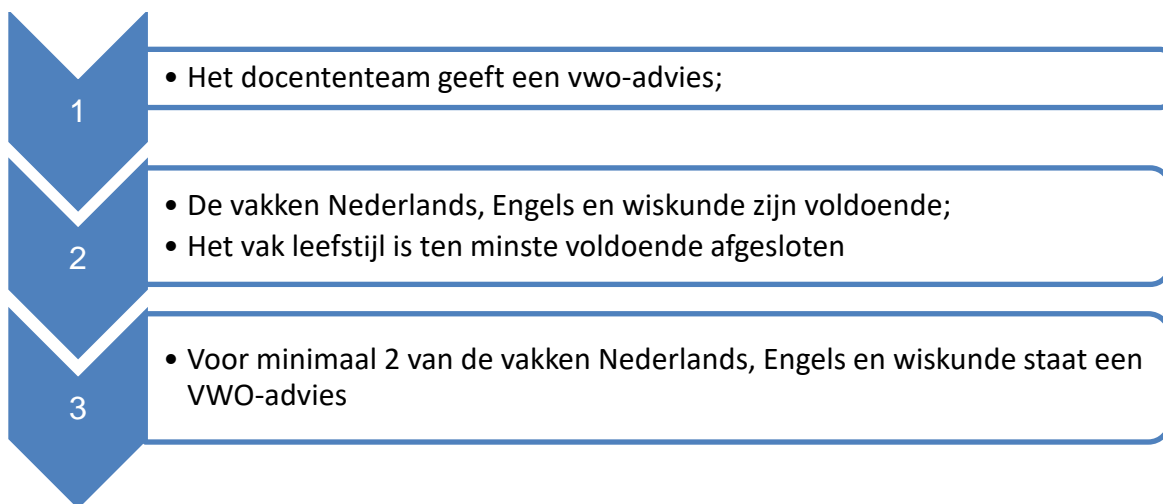 1
• Het docententeam geeft een vwo-advies;
2
• De vakken Nederlands, Engels en wiskunde zijn voldoende;
• Het vak leefstijl is ten minste voldoende afgesloten
3
• Voor minimaal 2 van de vakken Nederlands, Engels en wiskunde staat een
VWO-advies